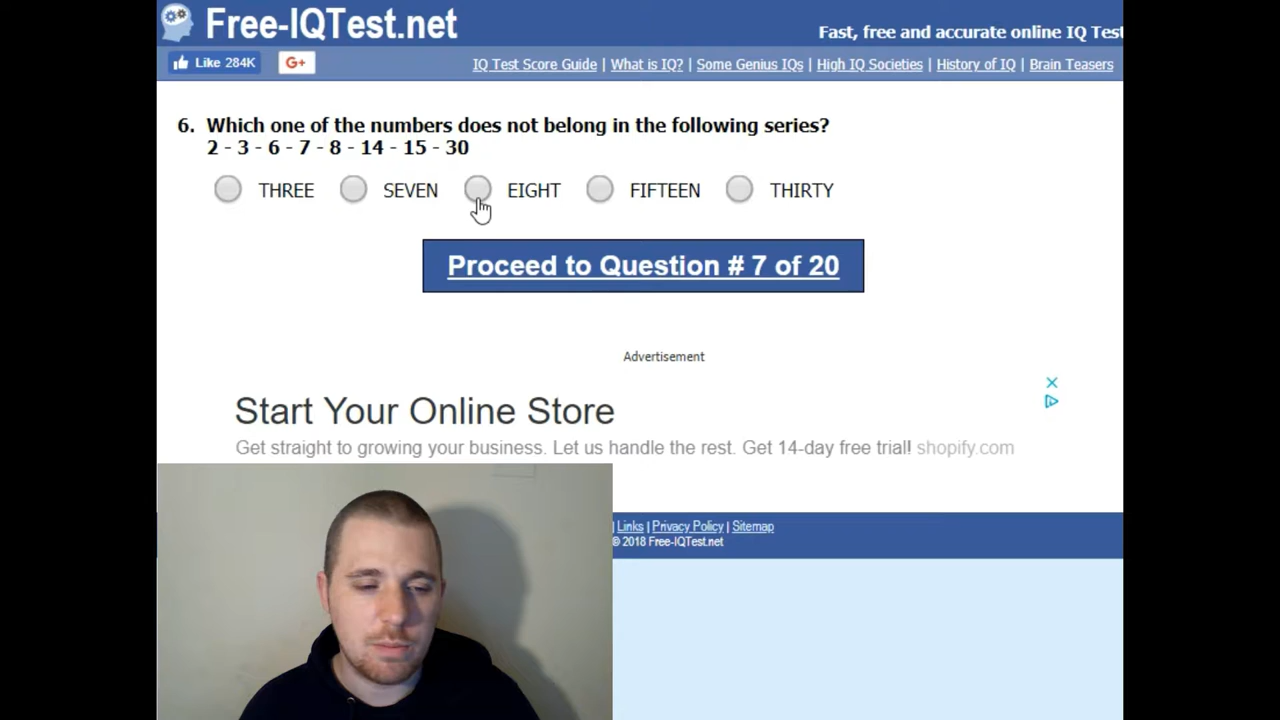 Free-IQTest.net
Fast, free and accurate online IQ Test
Like 284K
G+
IQ Test Score Guide | What is IQ? | Some Genius IQs | High IQ Societies | History of IQ | Brain Teasers
6. Which one of the numbers does not belong in the following series?
2 - 3 - 6 - 7 - 8 - 14 - 15 - 30
THREE SEVEN EIGHT FIFTEEN THIRTY
Proceed to Question # 7 of 20
Advertisement
Start Your Online Store
Get straight to growing your business. Let us handle the rest. Get 14-day free trial! shopify.com
| Links | Privacy Policy | Sitemap
© 2018 Free-IQTest.net